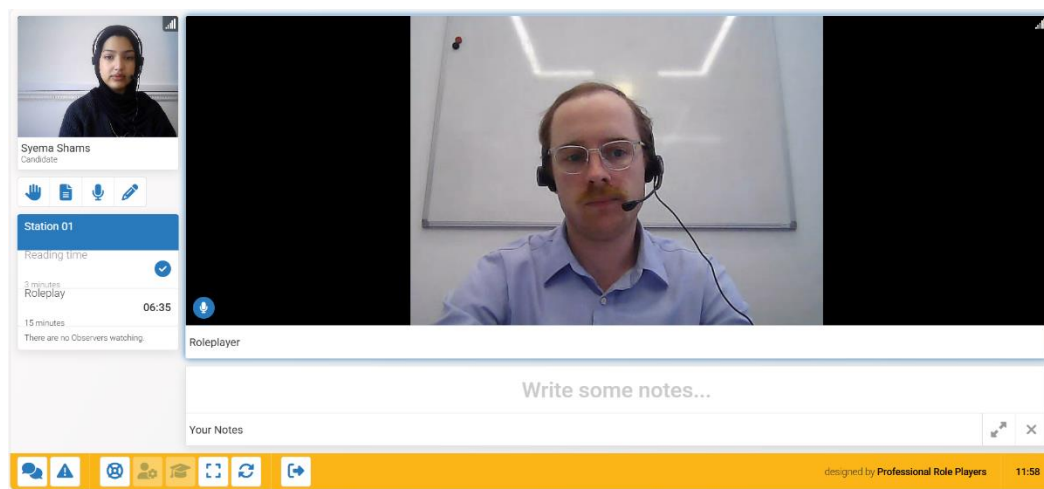 Syema Shams
Candidate
Station 01
Reading time
3 minutes
Roleplay
06:35
15 minutes
There are no Observers watching.
Roleplayer
Write some notes...
Your Notes
designed by Professional Role Players
11:58